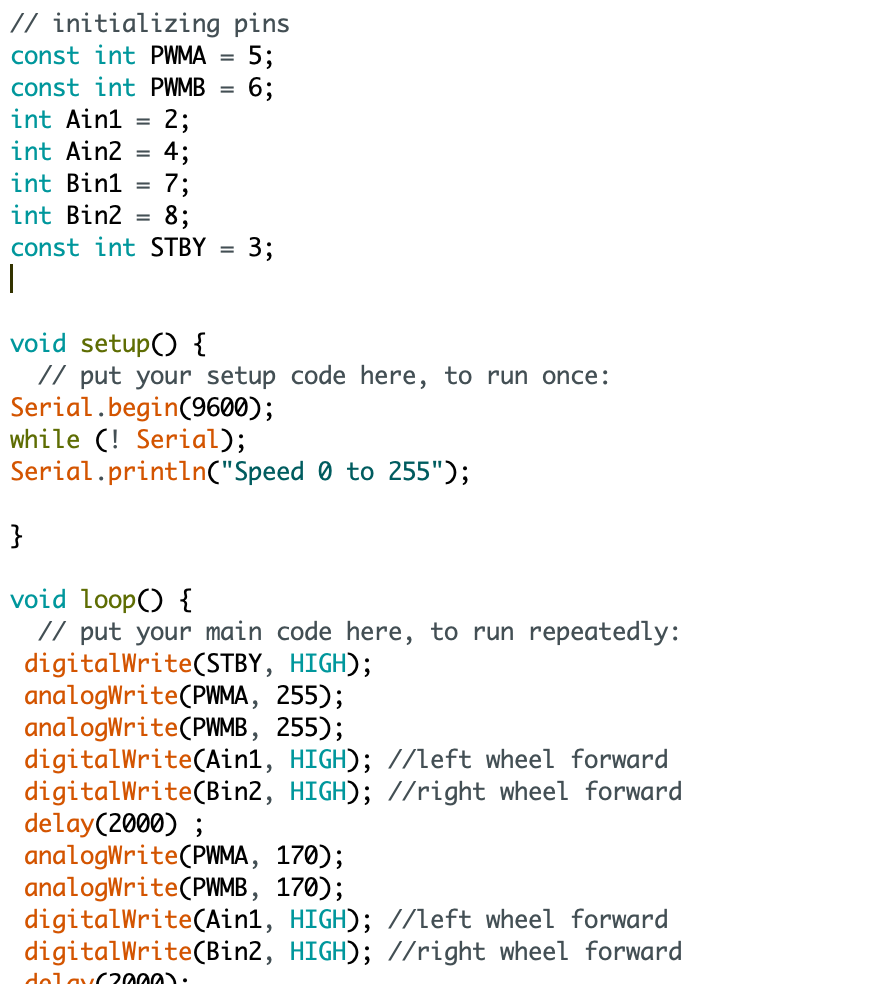 // initializing pins
const int PWMA = 5;
const int PWMB = 6;
int Ain1 = 2;
int Ain2 = 4;
int Bin1 = 7;
int Bin2 = 8;
const int STBY = 3;
void setup() {
  // put your setup code here, to run once:
Serial.begin(9600);
while (! Serial);
Serial.println("Speed 0 to 255");
}
void loop() {
  // put your main code here, to run repeatedly:
 digitalWrite(STBY, HIGH);
 analogWrite(PWMA, 255);
 analogWrite(PWMB, 255);
 digitalWrite(Ain1, HIGH); //left wheel forward
 digitalWrite(Bin2, HIGH); //right wheel forward
 delay(2000) ;
 analogWrite(PWMA, 170);
 analogWrite(PWMB, 170);
 digitalWrite(Ain1, HIGH); //left wheel forward
 digitalWrite(Bin2, HIGH); //right wheel forward
 delay(2000);